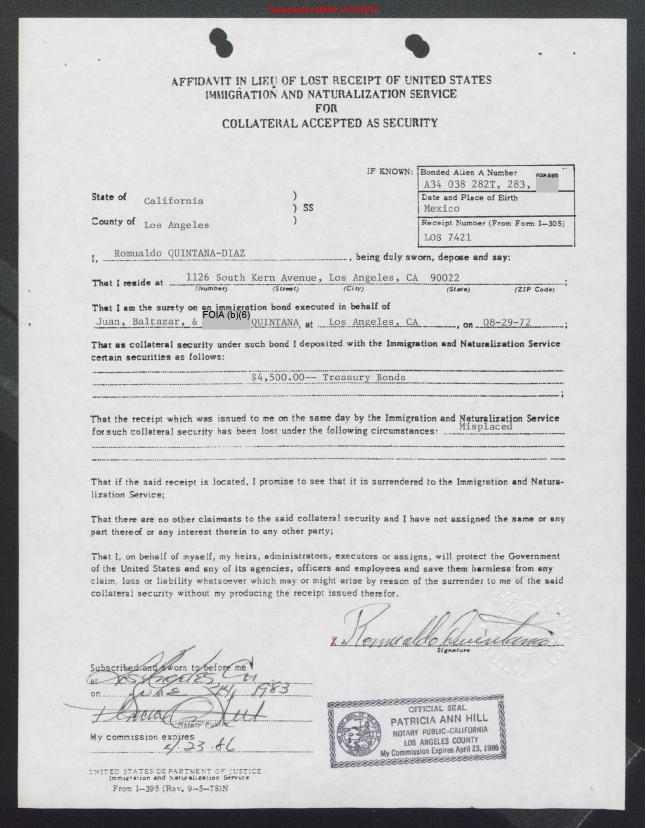 AFFIDAVIT IN LIEU OF LOST RECEIPT OF UNITED STATES
IMMIGRATION AND NATURALIZATION SERVICE
FOR
COLLATERAL ACCEPTED AS SECURITY
IF KNOWN:
Bonded Alien A Number
FOIA (b)(6)
A34 038 282T, 283,
Date and Place of Birth
Mexico
Receipt Number (From Form I-305)
LOS 7421
State of California )
) SS
County of Los Angeles )
I, Romualdo QUINTANA-DIAZ, being duly sworn, depose and say:
That I reside at 1126 South Kern Avenue, Los Angeles, CA 90022;
(Number) (Street) (City) (State) (ZIP Code)
That I am the surety on an immigration bond executed in behalf of
Juan, Baltazar, & FOIA (b)(6) QUINTANA, at Los Angeles, CA, on 08-29-72;
That as collateral security under such bond I deposited with the Immigration and Naturalization Service
certain securities as follows:
$4,500.00-- Treasury Bonds
;
That the receipt which was issued to me on the same day by the Immigration and Naturalization Service
for such collateral security has been lost under the following circumstances: Misplaced
That if the said receipt is located, I promise to see that it is surrendered to the Immigration and Natura-
lization Service;
That there are no other claimants to the said collateral security and I have not assigned the same or any
part thereof or any interest therein to any other party;
That I, on behalf of myself, my heirs, administrators, executors or assigns, will protect the Government
of the United States and any of its agencies, officers and employees and save them harmless from any
claim, loss or liability whatsoever which may or might arise by reason of the surrender to me of the said
collateral security without my producing the receipt issued therefor.
x Romualdo Quintana
Signature
Subscribed and sworn to before me
at Los Angeles, Ca
on June 1983
Notary Public
My commission expires
4/23/86
OFFICIAL SEAL
PATRICIA ANN HILL
NOTARY PUBLIC-CALIFORNIA
LOS ANGELES COUNTY
My Commission Expires April 23, 1986
UNITED STATES DEPARTMENT OF JUSTICE
Immigration and Naturalization Service
From I-395 (Rev. 9-5-78)N